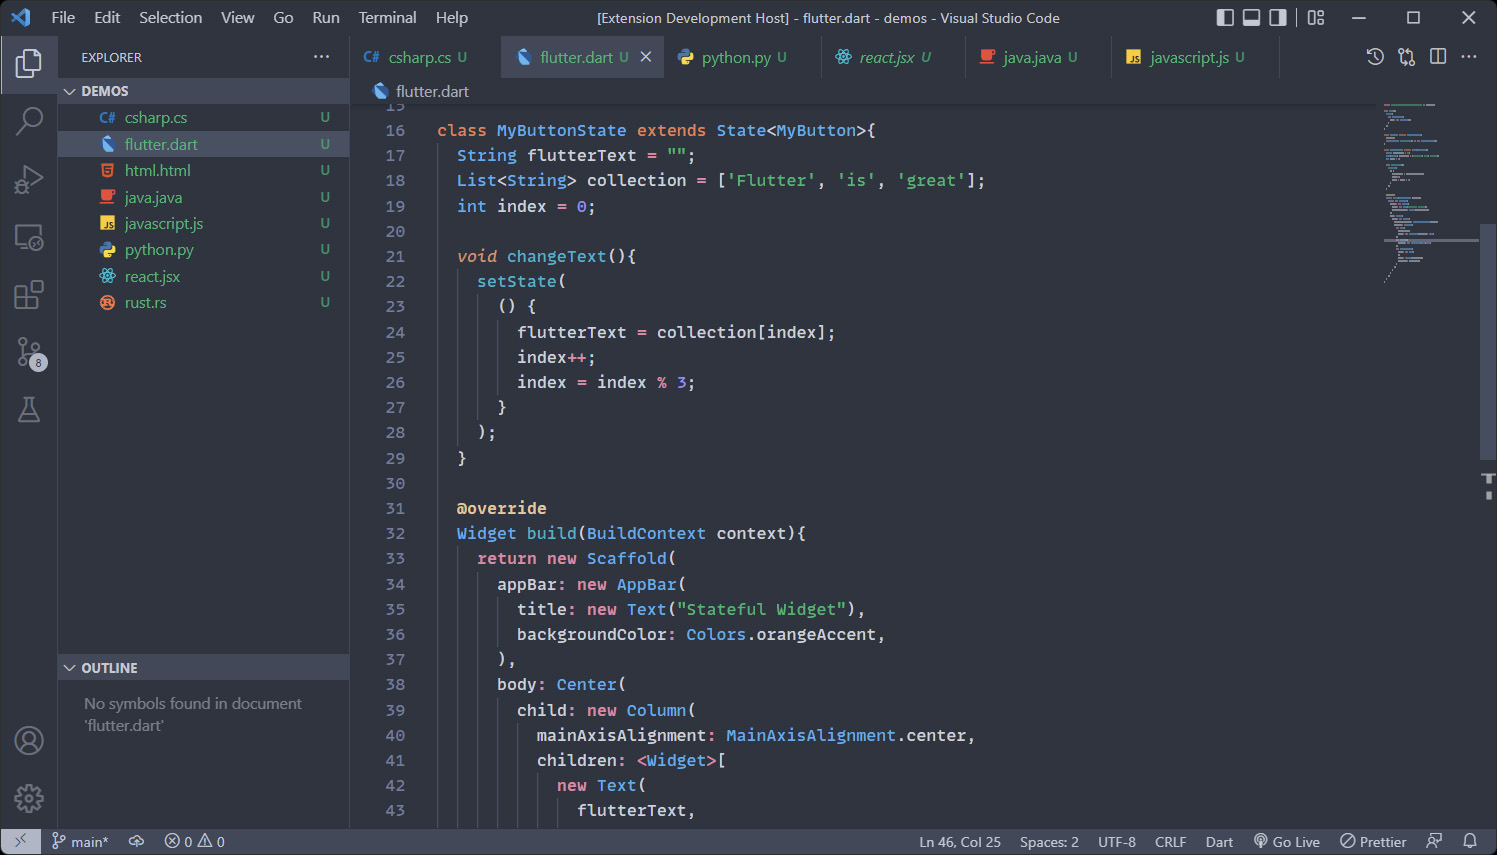 File Edit Selection View Go Run Terminal Help
[Extension Development Host] - flutter.dart - demos - Visual Studio Code
EXPLORER
C# csharp.cs U
flutter.dart U
python.py U
react.jsx U
java.java U
JS javascript.js U
DEMOS
C# csharp.cs U
flutter.dart U
html.html U
java.java U
JS javascript.js U
python.py U
react.jsx U
rust.rs U
8
OUTLINE
No symbols found in document
'flutter.dart'
flutter.dart
15
16 class MyButtonState extends State<MyButton>{
17 String flutterText = "";
18 List<String> collection = ['Flutter', 'is', 'great'];
19 int index = 0;
20
21 void changeText(){
22 setState(
23 () {
24 flutterText = collection[index];
25 index++;
26 index = index % 3;
27 }
28 );
29 }
30
31 @override
32 Widget build(BuildContext context){
33 return new Scaffold(
34 appBar: new AppBar(
35 title: new Text("Stateful Widget"),
36 backgroundColor: Colors.orangeAccent,
37 ),
38 body: Center(
39 child: new Column(
40 mainAxisAlignment: MainAxisAlignment.center,
41 children: <Widget>[
42 new Text(
43 flutterText,
main* 0 0 Ln 46, Col 25 Spaces: 2 UTF-8 CRLF Dart Go Live Prettier